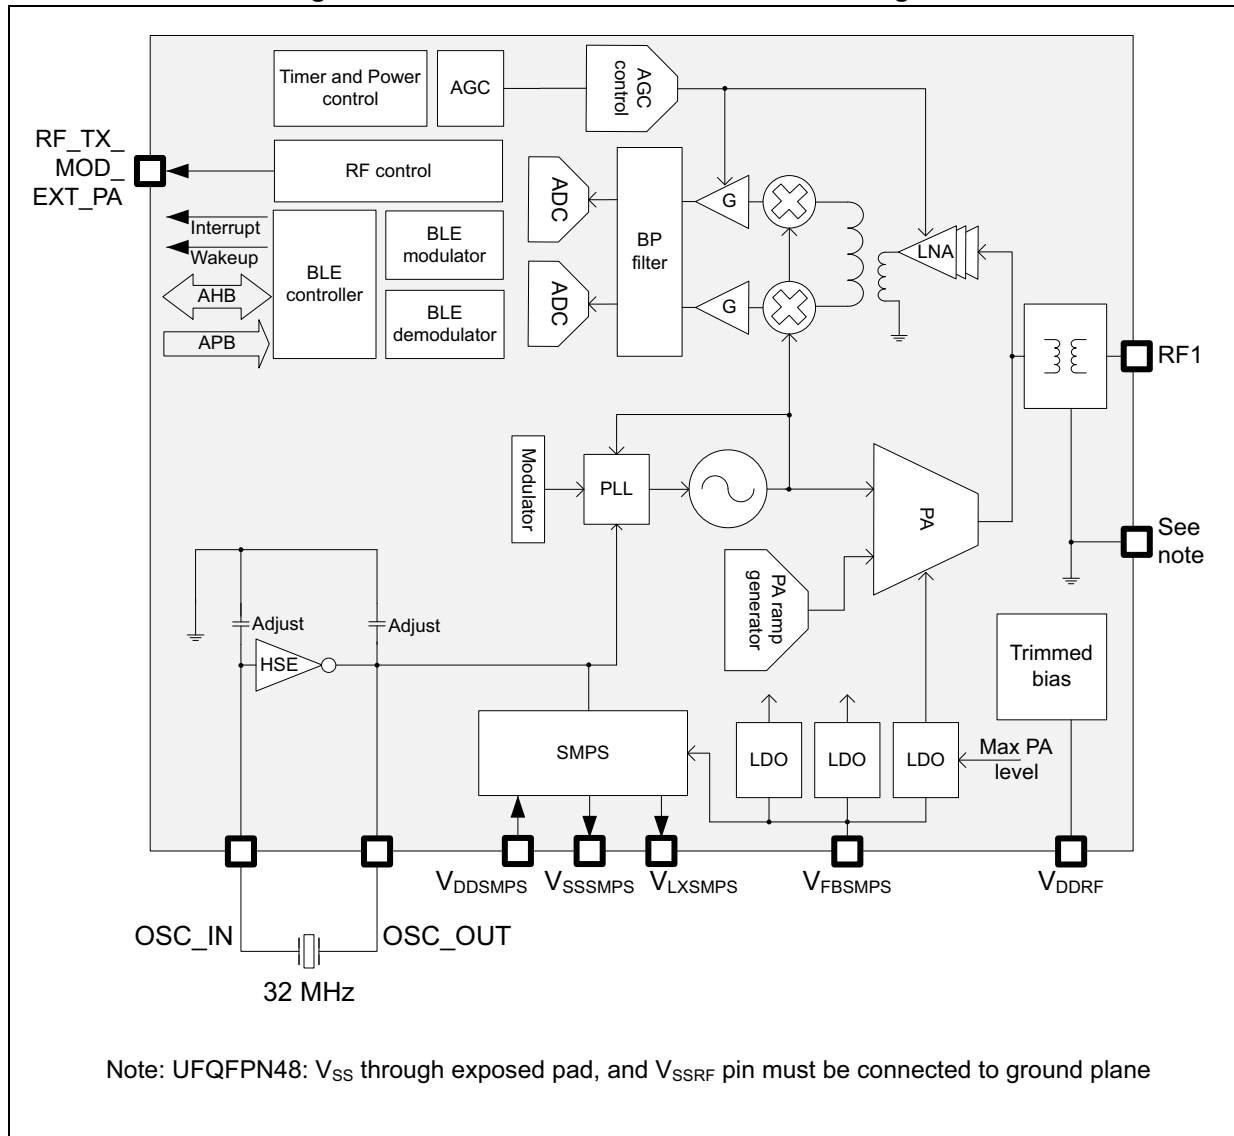 Timer and Power
control
AGC
AGC
control
RF_TX_
MOD_
EXT_PA
RF control
Interrupt
Wakeup
AHB
APB
BLE
controller
BLE
modulator
BLE
demodulator
ADC
ADC
BP
filter
G
G
LNA
RF1
Modulator
PLL
PA
See
note
PA ramp
generator
Adjust
Adjust
HSE
Trimmed
bias
SMPS
LDO
LDO
LDO
Max PA
level
VDDSMPS
VSSSMPS
VLXSMPS
VFBSMPS
VDDRF
OSC_IN
OSC_OUT
32 MHz
Note: UFQFPN48: VSS through exposed pad, and VSSRF pin must be connected to ground plane